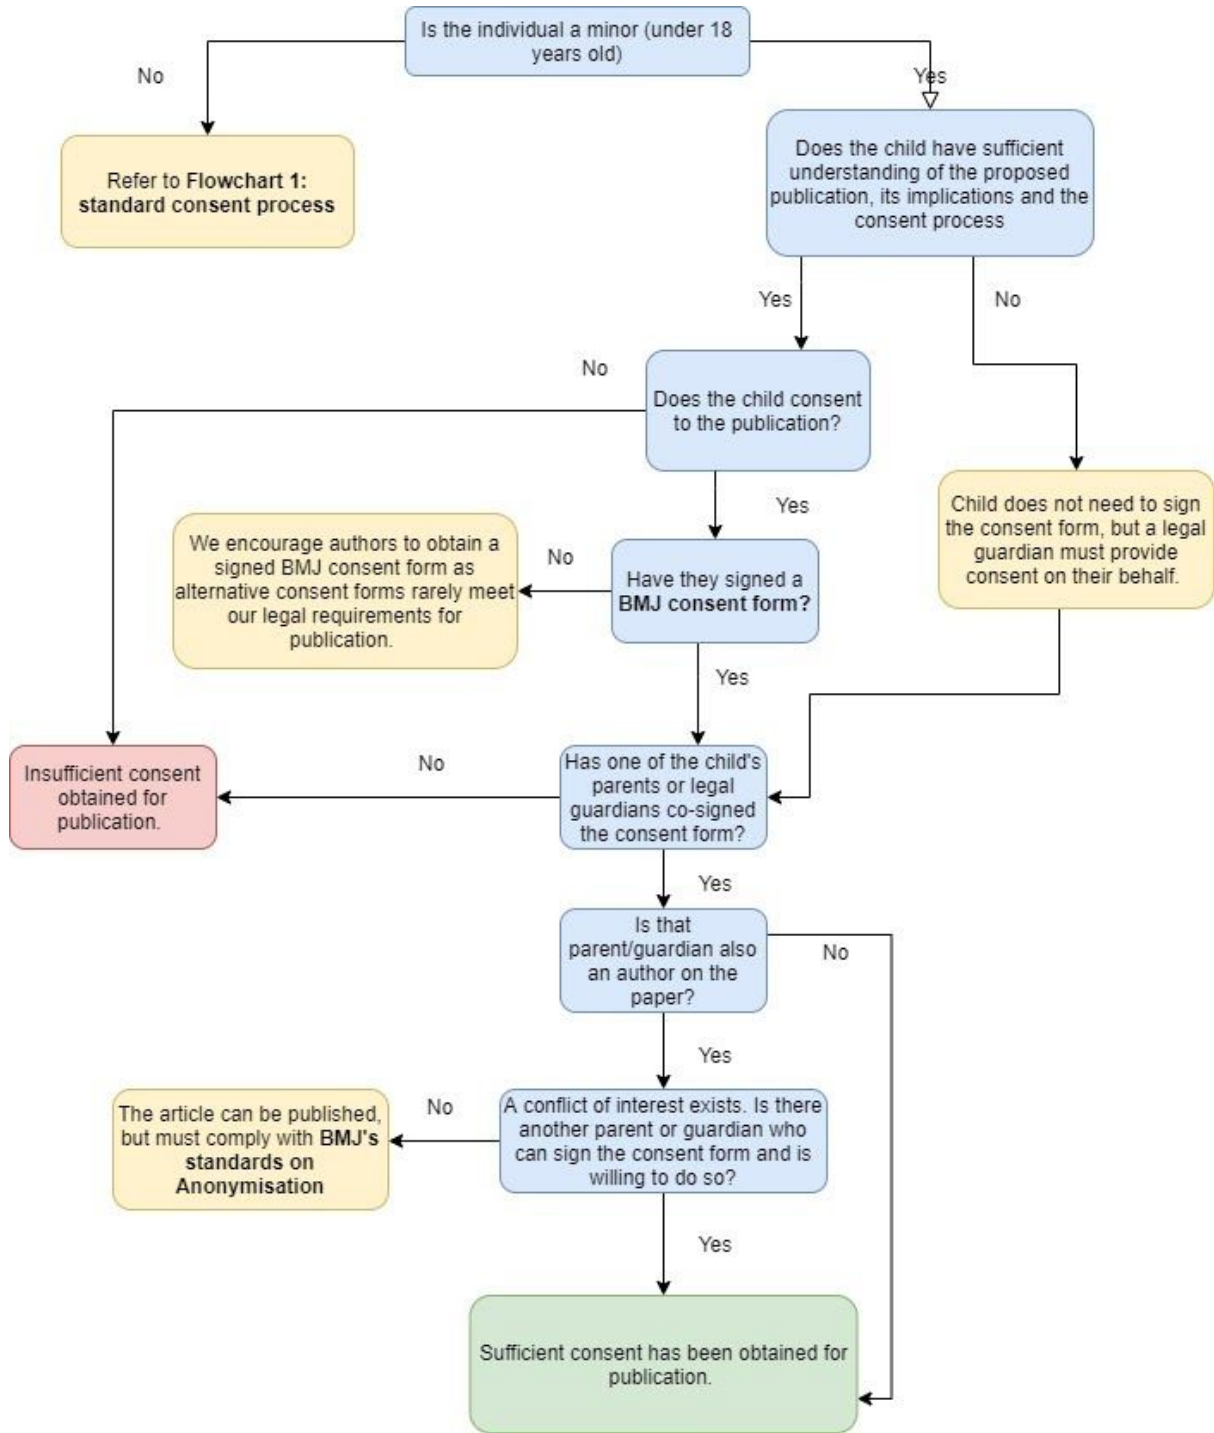 Is the individual a minor (under 18
years old)
No
Yes
Refer to Flowchart 1:
standard consent process
Does the child have sufficient
understanding of the proposed
publication, its implications and the
consent process
Yes
No
No
Does the child consent
to the publication?
Yes
Child does not need to sign
the consent form, but a legal
guardian must provide
consent on their behalf.
We encourage authors to obtain a
signed BMJ consent form as
alternative consent forms rarely meet
our legal requirements for
publication.
No
Have they signed a
BMJ consent form?
Yes
Insufficient consent
obtained for
publication.
No
Has one of the child's
parents or legal
guardians co-signed
the consent form?
Yes
Is that
parent/guardian also
an author on the
paper?
No
Yes
The article can be published,
but must comply with BMJ's
standards on
Anonymisation
No
A conflict of interest exists. Is there
another parent or guardian who
can sign the consent form and is
willing to do so?
Yes
Sufficient consent has been obtained for
publication.